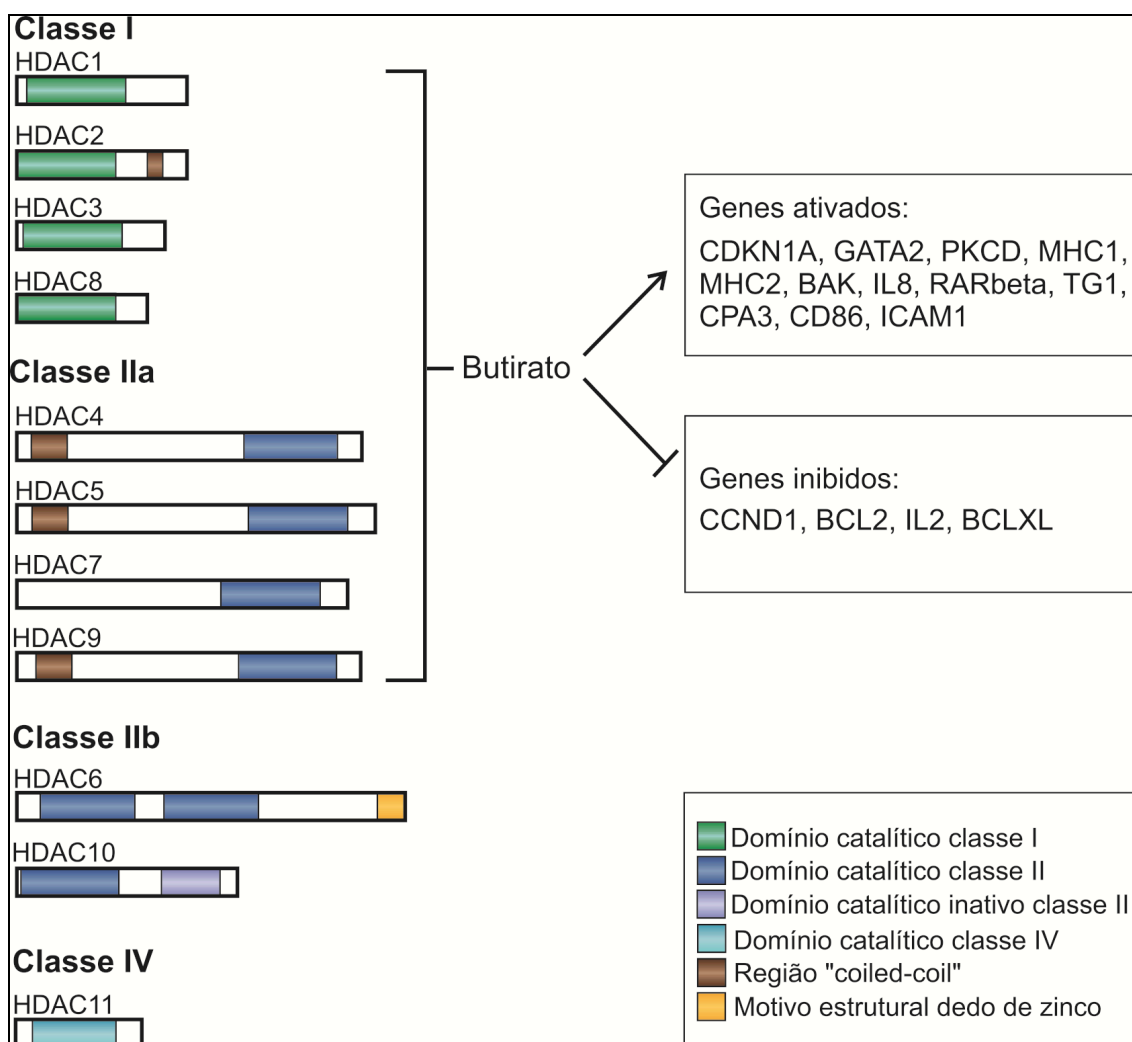 Classe I
HDAC1
HDAC2
HDAC3
HDAC8
Classe IIa
HDAC4
HDAC5
HDAC7
HDAC9
Butirato
Genes ativados:
CDKN1A, GATA2, PKCD, MHC1,
MHC2, BAK, IL8, RARbeta, TG1,
CPA3, CD86, ICAM1
Genes inibidos:
CCND1, BCL2, IL2, BCLXL
Classe IIb
HDAC6
HDAC10
Classe IV
HDAC11
Domínio catalítico classe I
Domínio catalítico classe II
Domínio catalítico inativo classe II
Domínio catalítico classe IV
Região "coiled-coil"
Motivo estrutural dedo de zinco